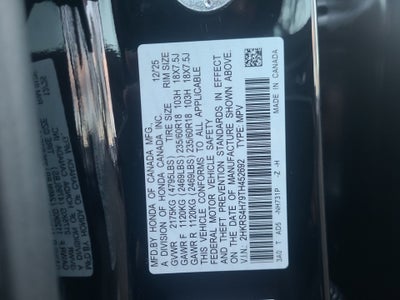 MFD.BY HONDA OF CANADA MFG.,
A DIVISION OF HONDA CANADA INC. 12/25
GVWR 2175KG (4795LBS) TIRE SIZE RIM SIZE
GAWR F 1120KG (2469LBS) 235/60R18 103H 18X7.5J
GAWR R 1120KG (2469LBS) 235/60R18 103H 18X7.5J
THIS VEHICLE CONFORMS TO ALL APPLICABLE
FEDERAL MOTOR VEHICLE SAFETY
AND THEFT PREVENTION STANDARDS IN EFFECT ON
THE DATE OF MANUFACTURE SHOWN ABOVE.
2HKRS4H79TH452692 TYPE: MPV
3A0 T ADS -Z -H
MADE IN CANADA